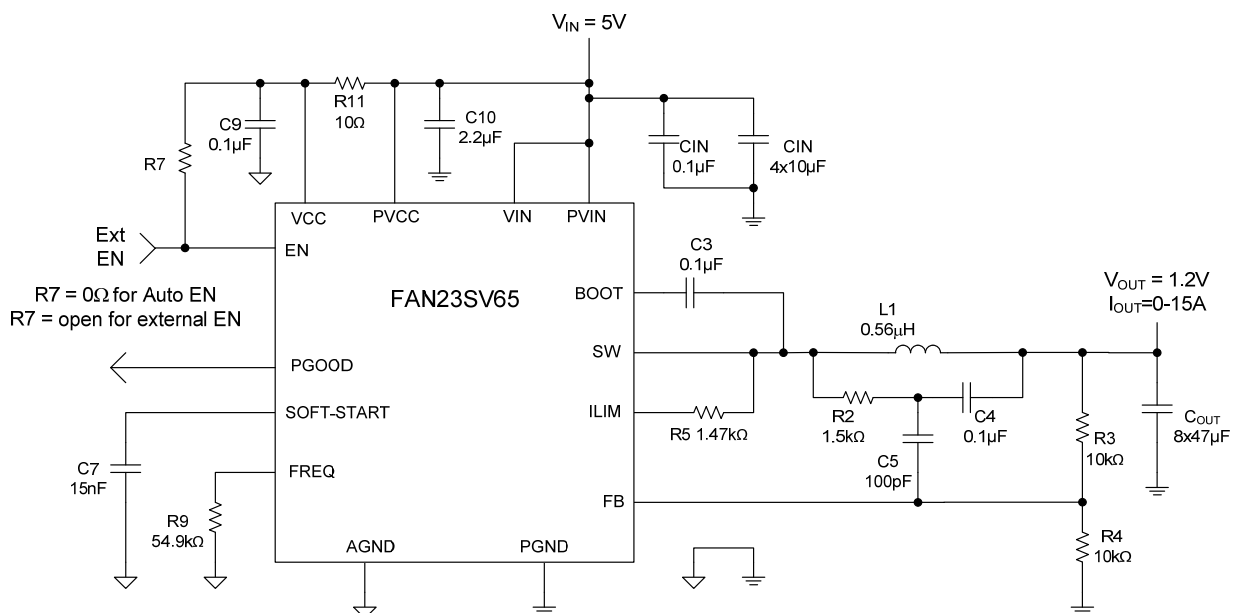 V_IN = 5V
R11
10Ω
C9
0.1µF
C10
2.2µF
CIN
0.1µF
CIN
4x10µF
R7
VCC
PVCC
VIN
PVIN
Ext
EN
EN
C3
0.1µF
R7 = 0Ω for Auto EN
R7 = open for external EN
FAN23SV65
BOOT
L1
0.56µH
V_OUT = 1.2V
I_OUT=0-15A
SW
PGOOD
SOFT-START
ILIM
R5 1.47kΩ
R2
1.5kΩ
C4
0.1µF
C5
100pF
R3
10kΩ
C_OUT
8x47µF
C7
15nF
FREQ
R9
54.9kΩ
FB
R4
10kΩ
AGND
PGND